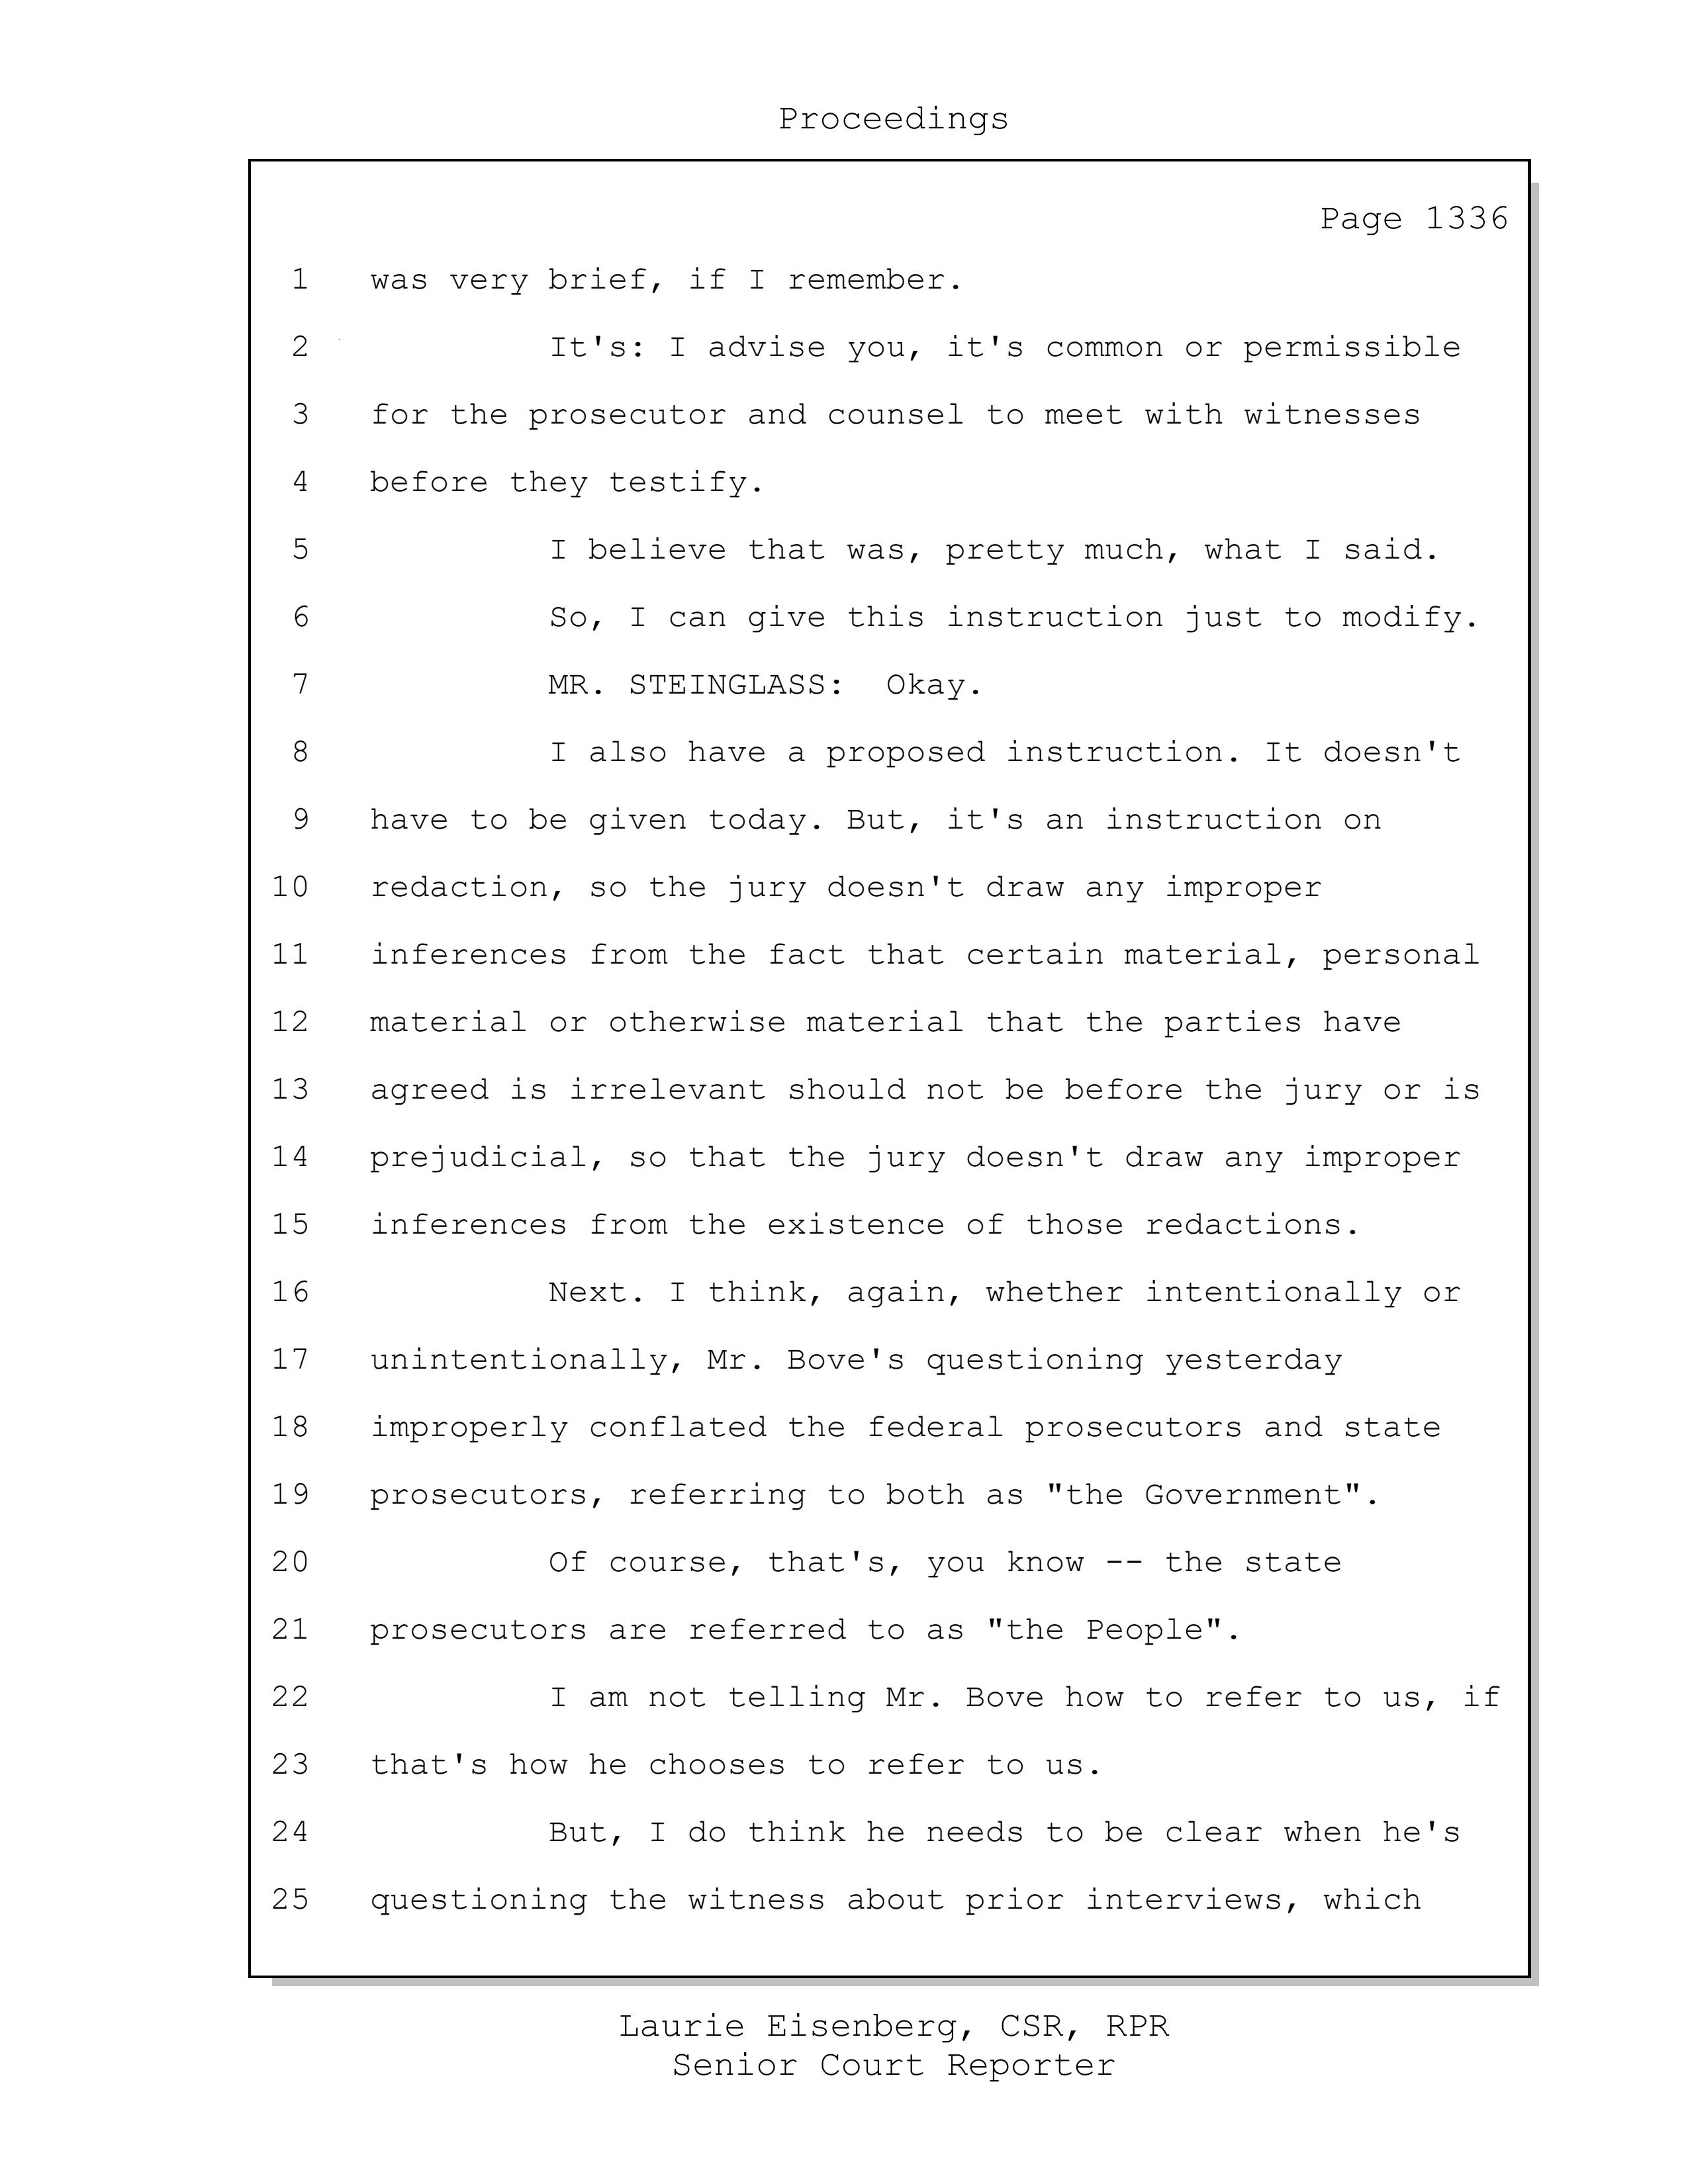 Proceedings
Page 1336
1 was very brief, if I remember.
2 It's: I advise you, it's common or permissible
3 for the prosecutor and counsel to meet with witnesses
4 before they testify.
5 I believe that was, pretty much, what I said.
6 So, I can give this instruction just to modify.
7 MR. STEINGLASS: Okay.
8 I also have a proposed instruction. It doesn't
9 have to be given today. But, it's an instruction on
10 redaction, so the jury doesn't draw any improper
11 inferences from the fact that certain material, personal
12 material or otherwise material that the parties have
13 agreed is irrelevant should not be before the jury or is
14 prejudicial, so that the jury doesn't draw any improper
15 inferences from the existence of those redactions.
16 Next. I think, again, whether intentionally or
17 unintentionally, Mr. Bove's questioning yesterday
18 improperly conflated the federal prosecutors and state
19 prosecutors, referring to both as "the Government".
20 Of course, that's, you know -- the state
21 prosecutors are referred to as "the People".
22 I am not telling Mr. Bove how to refer to us, if
23 that's how he chooses to refer to us.
24 But, I do think he needs to be clear when he's
25 questioning the witness about prior interviews, which
Laurie Eisenberg, CSR, RPR
Senior Court Reporter